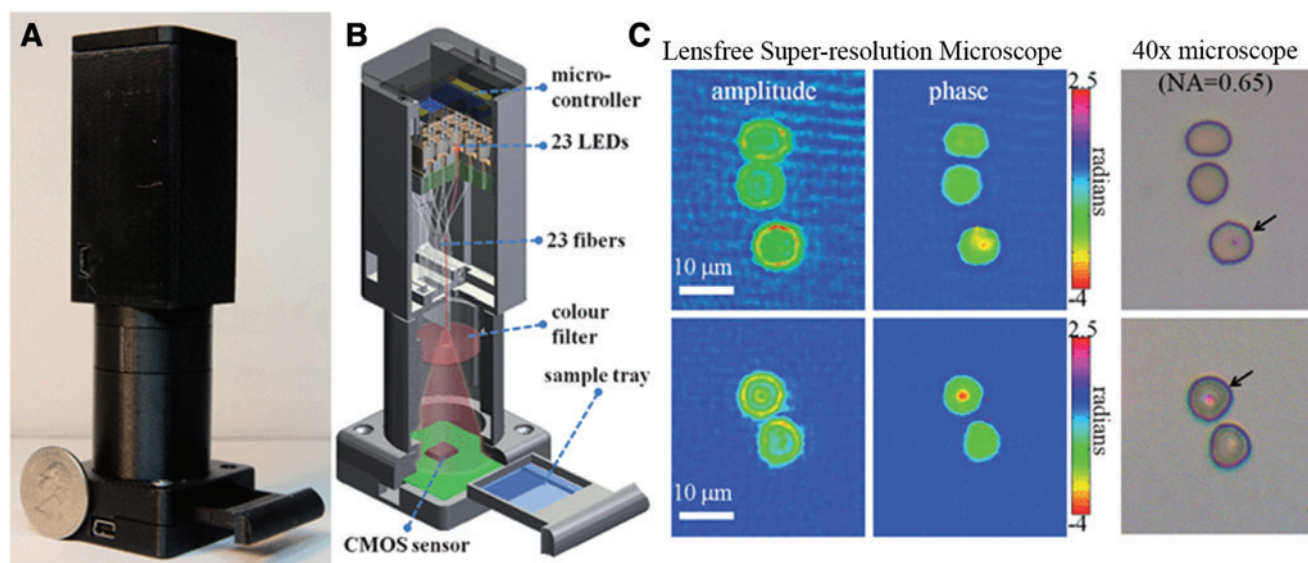 A
B
micro-
controller
23 LEDs
23 fibers
colour
filter
sample tray
CMOS sensor
C
Lensfree Super-resolution Microscope
40x microscope
(NA=0.65)
amplitude
phase
2.5
radians
-4
10 μm
2.5
radians
-4
10 μm